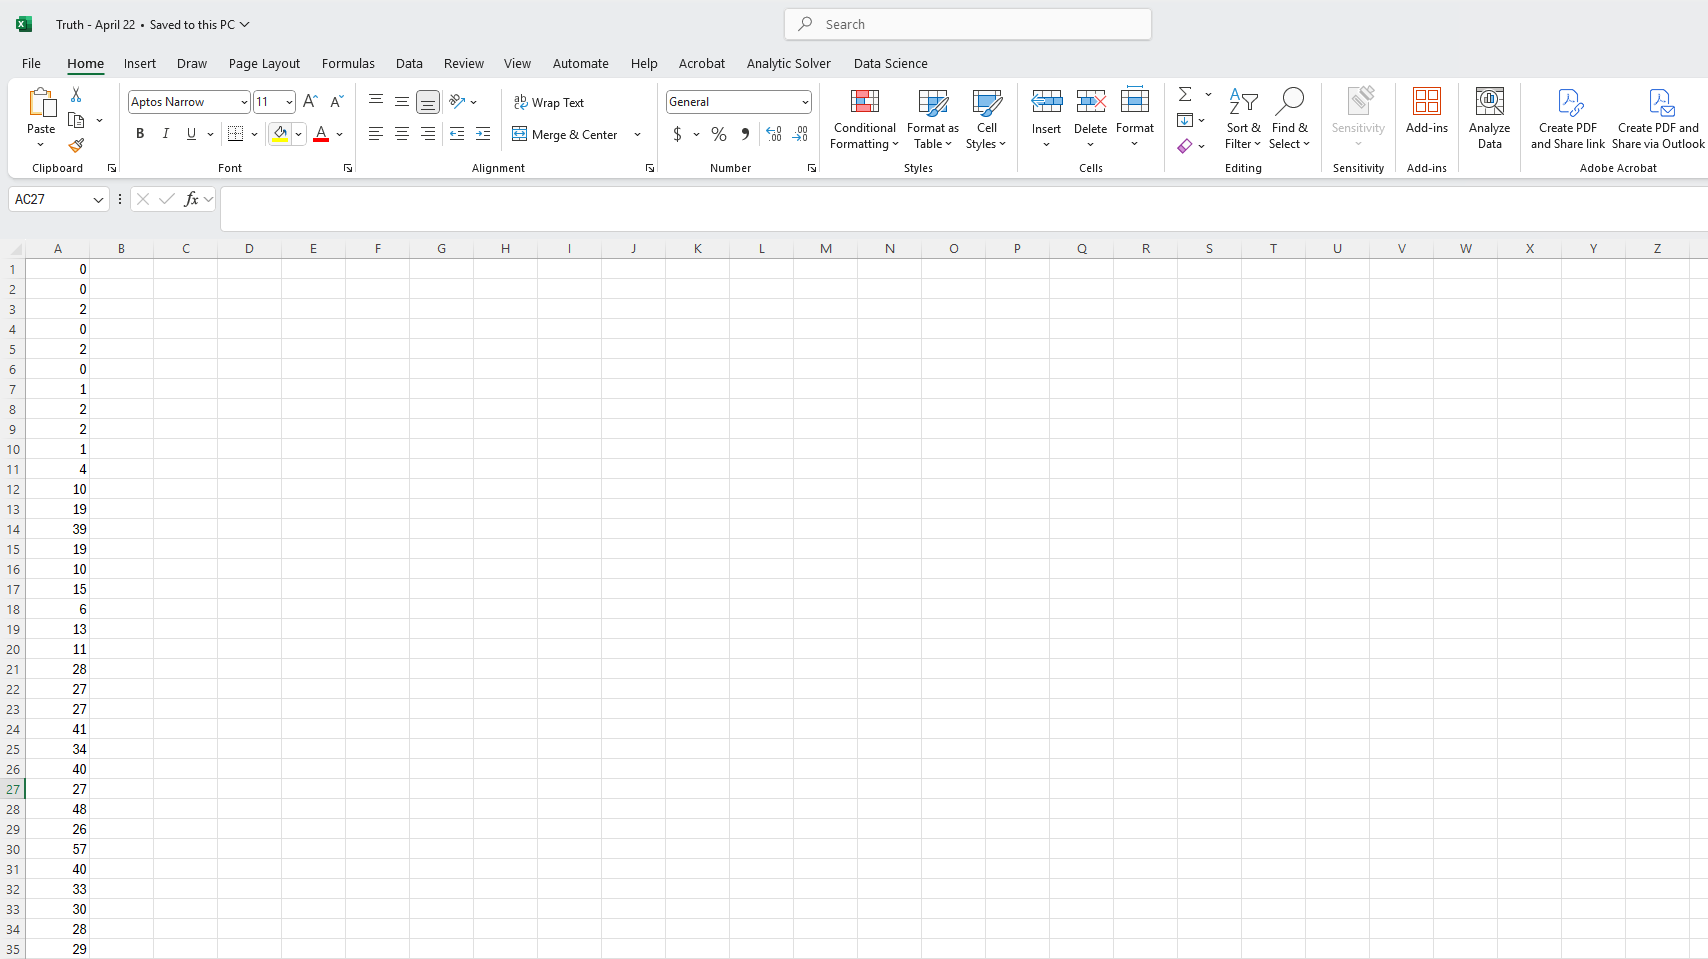 Truth - April 22 • Saved to this PC
Search
File Home Insert Draw Page Layout Formulas Data Review View Automate Help Acrobat Analytic Solver Data Science
Paste
Clipboard
Aptos Narrow 11 A A
B I U A
Font
ab Wrap Text
Merge & Center
Alignment
General
$ % 9 .00 .00
Number
Conditional Formatting
Format as Table
Cell Styles
Styles
Insert
Delete
Format
Cells
Σ
Sort & Filter
Find & Select
Editing
Sensitivity
Sensitivity
Add-ins
Add-ins
Analyze Data
Create PDF and Share link
Create PDF and Share via Outlook
Adobe Acrobat
AC27 fx
A B C D E F G H I J K L M N O P Q R S T U V W X Y Z
1 0
2 0
3 2
4 0
5 2
6 0
7 1
8 2
9 2
10 1
11 4
12 10
13 19
14 39
15 19
16 10
17 15
18 6
19 13
20 11
21 28
22 27
23 27
24 41
25 34
26 40
27 27
28 48
29 26
30 57
31 40
32 33
33 30
34 28
35 29